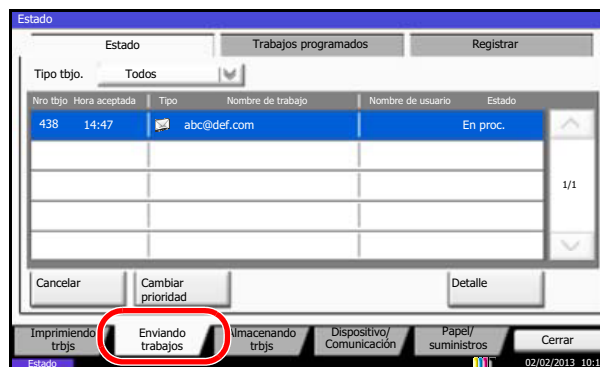 Estado
Estado Trabajos programados Registrar
Tipo tbjo. Todos
Nro tbjo Hora aceptada Tipo Nombre de trabajo Nombre de usuario Estado
438 14:47 abc@def.com En proc.
1/1
Cancelar Cambiar prioridad Detalle
Imprimiendo trbjs Enviando trabajos Almacenando trbjs Dispositivo/ Comunicación Papel/ suministros Cerrar
Estado 02/02/2013